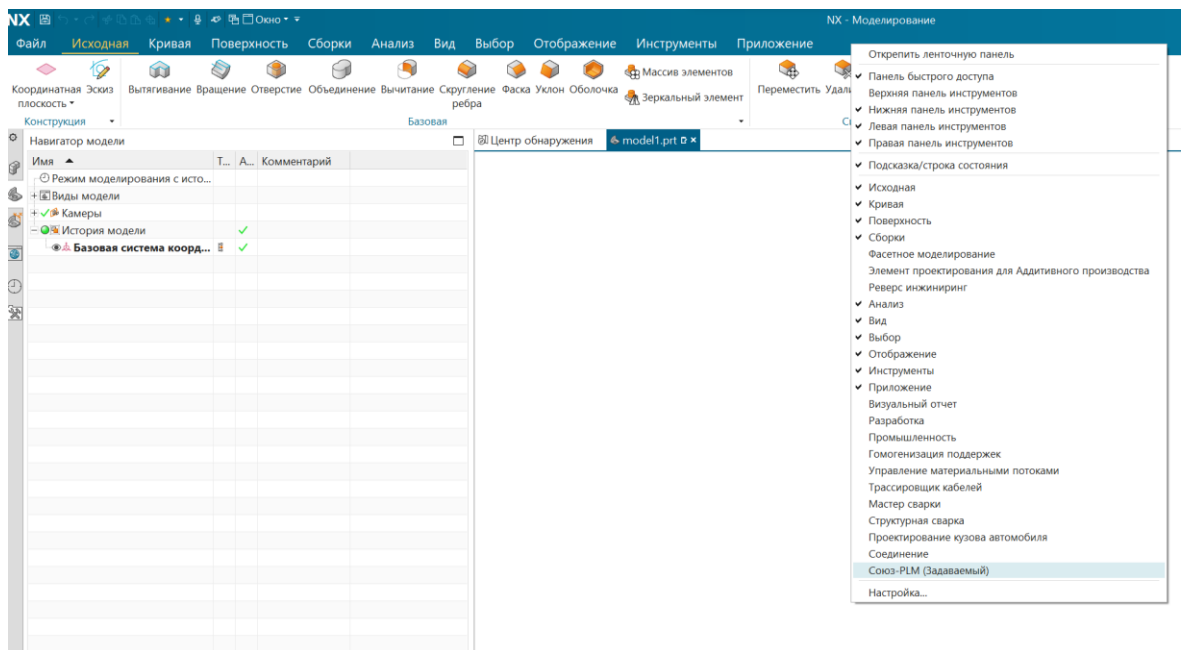 NX Окно NX - Моделирование
Файл Исходная Кривая Поверхность Сборки Анализ Вид Выбор Отображение Инструменты Приложение
Координатная плоскость Эскиз Вытягивание Вращение Отверстие Объединение Вычитание Скругление ребра Фаска Уклон Оболочка Массив элементов Зеркальный элемент Переместить
Конструкция Базовая
Навигатор модели
Центр обнаружения model1.prt
Имя Т... А... Комментарий
Режим моделирования с исто...
Виды модели
Камеры
История модели
Базовая система коорд...
Открепить ленточную панель
Панель быстрого доступа
Верхняя панель инструментов
Нижняя панель инструментов
Левая панель инструментов
Правая панель инструментов
Подсказка/строка состояния
Исходная
Кривая
Поверхность
Сборки
Фасетное моделирование
Элемент проектирования для Аддитивного производства
Реверс инжиниринг
Анализ
Вид
Выбор
Отображение
Инструменты
Приложение
Визуальный отчет
Разработка
Промышленность
Гомогенизация поддержек
Управление материальными потоками
Трассировщик кабелей
Мастер сварки
Структурная сварка
Проектирование кузова автомобиля
Соединение
Союз-PLM (Задаваемый)
Настройка...